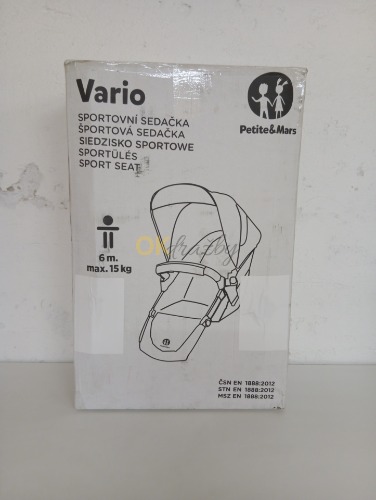 Vario
SPORTOVNÍ SEDAČKA
ŠPORTOVÁ SEDAČKA
SIEDZISKO SPORTOWE
SPORTÜLÉS
SPORT SEAT
Petite&Mars
OKdražby
6 m.
max. 15 kg
ČSN EN 1888:2012
STN EN 1888:2012
MSZ EN 1888:2012